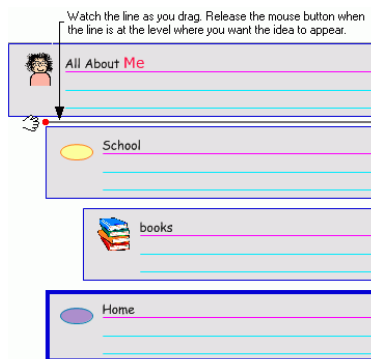 Watch the line as you drag. Release the mouse button when
the line is at the level where you want the idea to appear.
All About Me
School
books
Home